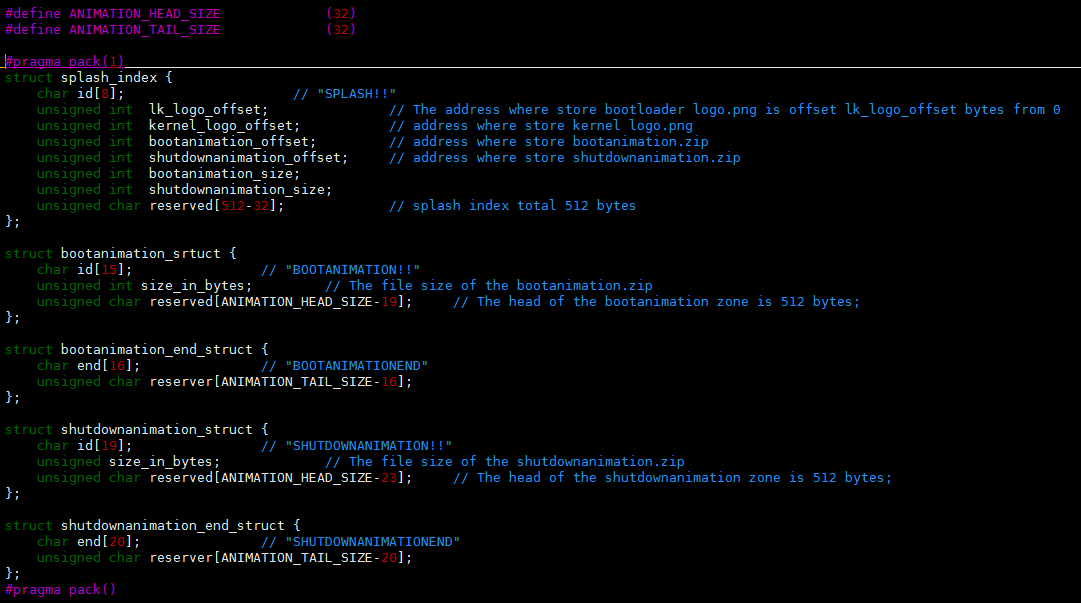 #define ANIMATION_HEAD_SIZE             (32)
#define ANIMATION_TAIL_SIZE             (32)

#pragma pack(1)
struct splash_index {
    char id[8];                     // "SPLASH!!"
    unsigned int  lk_logo_offset;               // The address where store bootloader logo.png is offset lk_logo_offset bytes from 0
    unsigned int  kernel_logo_offset;           // address where store kernel logo.png
    unsigned int  bootanimation_offset;         // address where store bootanimation.zip
    unsigned int  shutdownanimation_offset;     // address where store shutdownanimation.zip
    unsigned int  bootanimation_size;
    unsigned int  shutdownanimation_size;
    unsigned char reserved[512-32];             // splash index total 512 bytes
};

struct bootanimation_srtuct {
    char id[15];                // "BOOTANIMATION!!"
    unsigned int size_in_bytes;         // The file size of the bootanimation.zip
    unsigned char reserved[ANIMATION_HEAD_SIZE-19];     // The head of the bootanimation zone is 512 bytes;
};

struct bootanimation_end_struct {
    char end[16];               // "BOOTANIMATIONEND"
    unsigned char reserver[ANIMATION_TAIL_SIZE-16];
};

struct shutdownanimation_struct {
    char id[19];                // "SHUTDOWNANIMATION!!"
    unsigned size_in_bytes;             // The file size of the shutdownanimation.zip
    unsigned char reserved[ANIMATION_HEAD_SIZE-23];     // The head of the shutdownanimation zone is 512 bytes;
};

struct shutdownanimation_end_struct {
    char end[20];               // "SHUTDOWNANIMATIONEND"
    unsigned char reserver[ANIMATION_TAIL_SIZE-20];
};
#pragma pack()